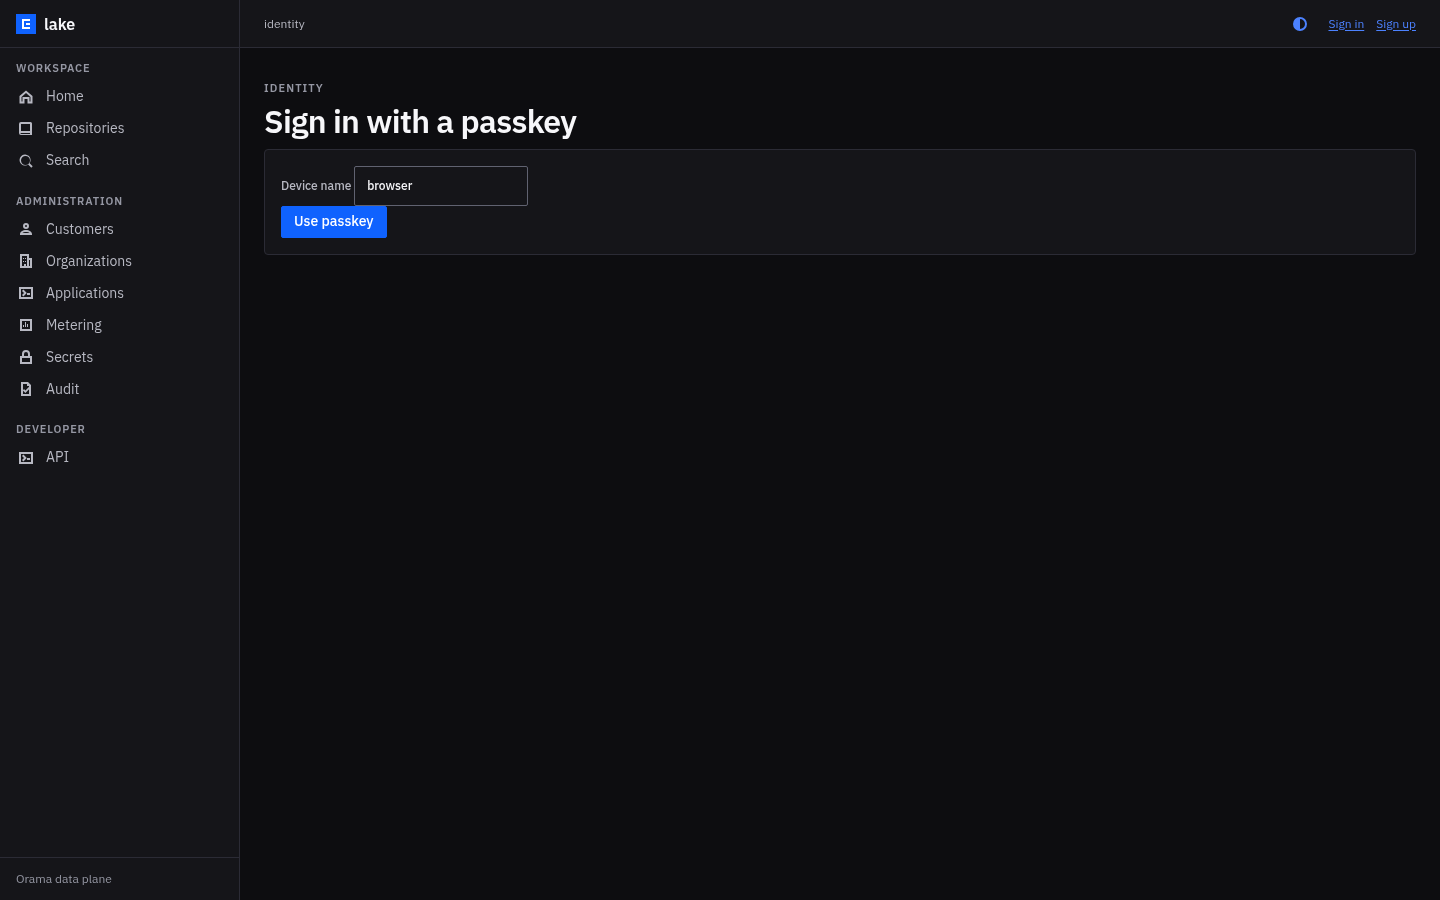 lake
identity
Sign in
Sign up
WORKSPACE
Home
Repositories
Search
ADMINISTRATION
Customers
Organizations
Applications
Metering
Secrets
Audit
DEVELOPER
API
Orama data plane
IDENTITY
Sign in with a passkey
Device name browser
Use passkey